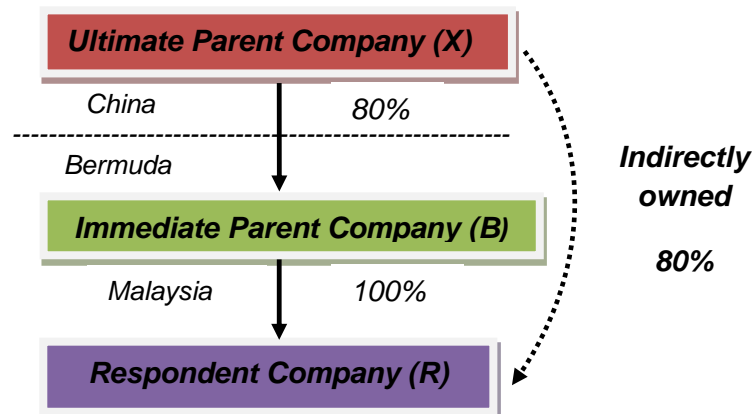 Ultimate Parent Company (X)
China 80%
Bermuda
Indirectly
owned
80%
Immediate Parent Company (B)
Malaysia 100%
Respondent Company (R)